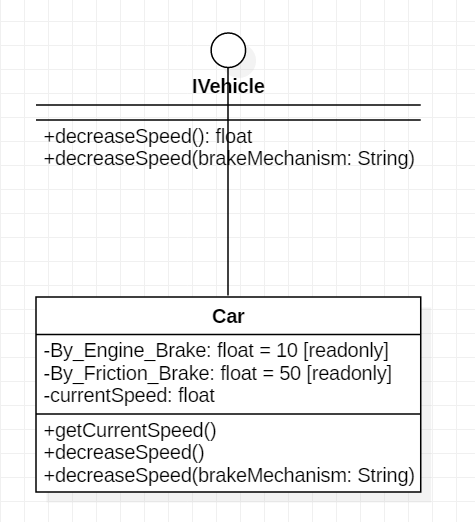 IVehicle
+decreaseSpeed(): float
+decreaseSpeed(brakeMechanism: String)
Car
-By_Engine_Brake: float = 10 [readonly]
-By_Friction_Brake: float = 50 [readonly]
-currentSpeed: float
+getCurrentSpeed()
+decreaseSpeed()
+decreaseSpeed(brakeMechanism: String)